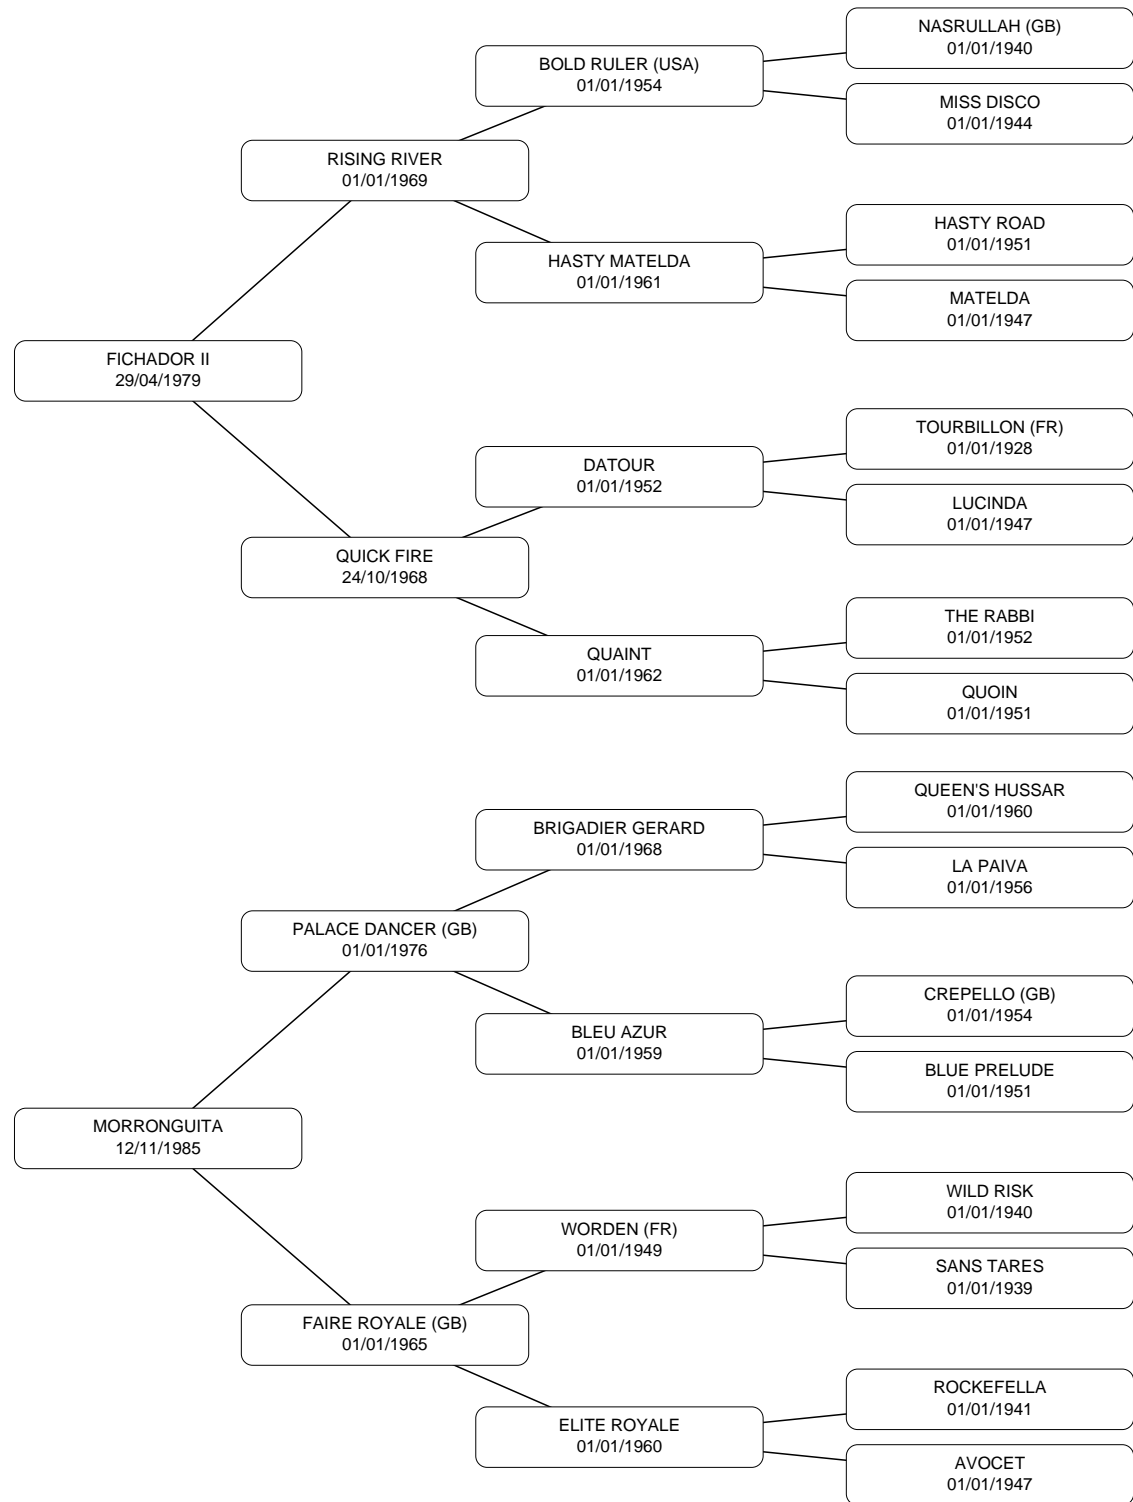 NASRULLAH (GB)
01/01/1940
BOLD RULER (USA)
01/01/1954
MISS DISCO
01/01/1944
RISING RIVER
01/01/1969
HASTY ROAD
01/01/1951
HASTY MATELDA
01/01/1961
MATELDA
01/01/1947
FICHADOR II
29/04/1979
TOURBILLON (FR)
01/01/1928
DATOUR
01/01/1952
LUCINDA
01/01/1947
QUICK FIRE
24/10/1968
THE RABBI
01/01/1952
QUAINT
01/01/1962
QUOIN
01/01/1951
QUEEN'S HUSSAR
01/01/1960
BRIGADIER GERARD
01/01/1968
LA PAIVA
01/01/1956
PALACE DANCER (GB)
01/01/1976
CREPELLO (GB)
01/01/1954
BLEU AZUR
01/01/1959
BLUE PRELUDE
01/01/1951
MORRONGUITA
12/11/1985
WILD RISK
01/01/1940
WORDEN (FR)
01/01/1949
SANS TARES
01/01/1939
FAIRE ROYALE (GB)
01/01/1965
ROCKEFELLA
01/01/1941
ELITE ROYALE
01/01/1960
AVOCET
01/01/1947